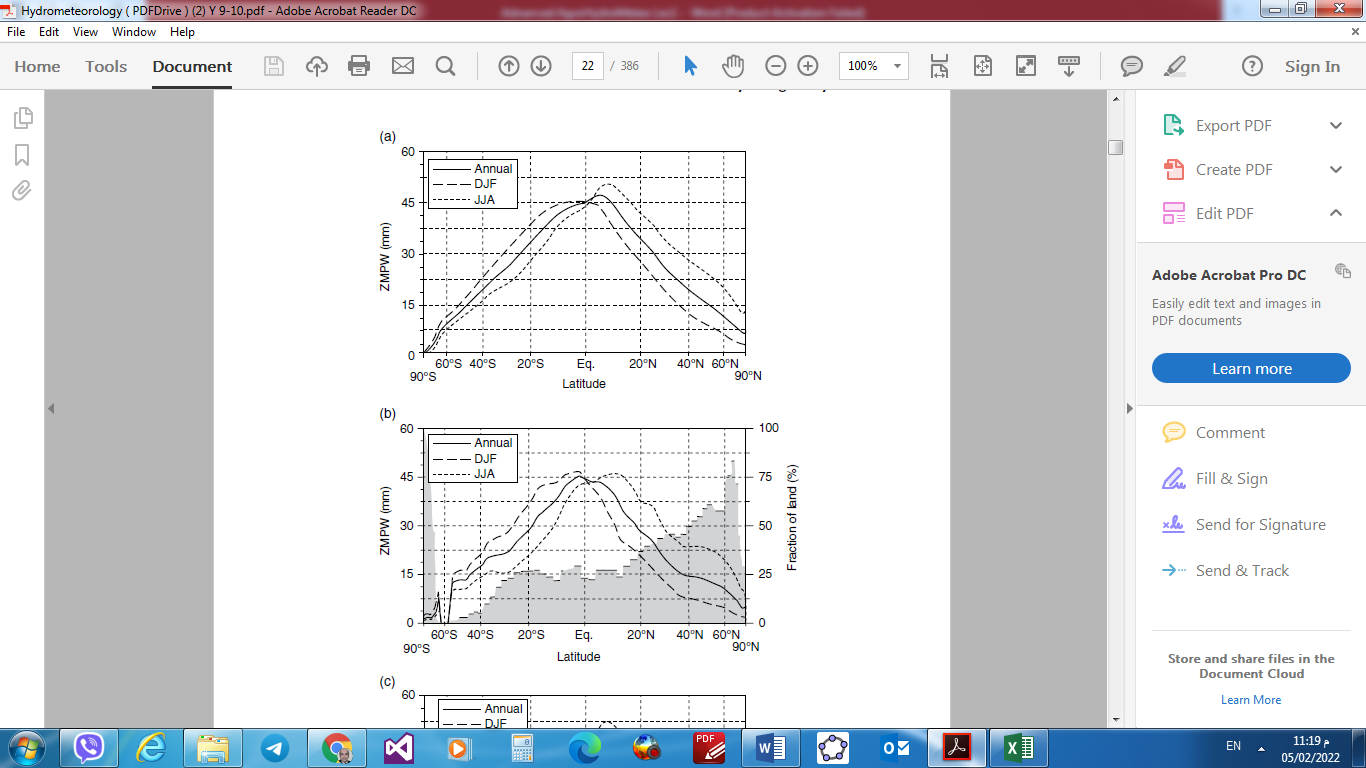 Hydrometeorology ( PDFDrive ) (2) Y 9-10.pdf - Adobe Acrobat Reader DC
File Edit View Window Help
Home Tools Document 22 / 386 100% Sign In
(a)
60
45
30
15
0
ZMPW (mm)
Annual
DJF
JJA
60°S 40°S 20°S Eq. 20°N 40°N 60°N
90°S 90°N
Latitude
(b)
60
45
30
15
0
ZMPW (mm)
Annual
DJF
JJA
100
75
50
25
0
Fraction of land (%)
60°S 40°S 20°S Eq. 20°N 40°N 60°N
90°S 90°N
Latitude
(c)
60
Annual
DJF
Export PDF
Create PDF
Edit PDF
Adobe Acrobat Pro DC
Easily edit text and images in
PDF documents
Learn more
Comment
Fill & Sign
Send for Signature
Send & Track
Store and share files in the
Document Cloud
Learn More
PDF
EN
11:19 م
05/02/2022